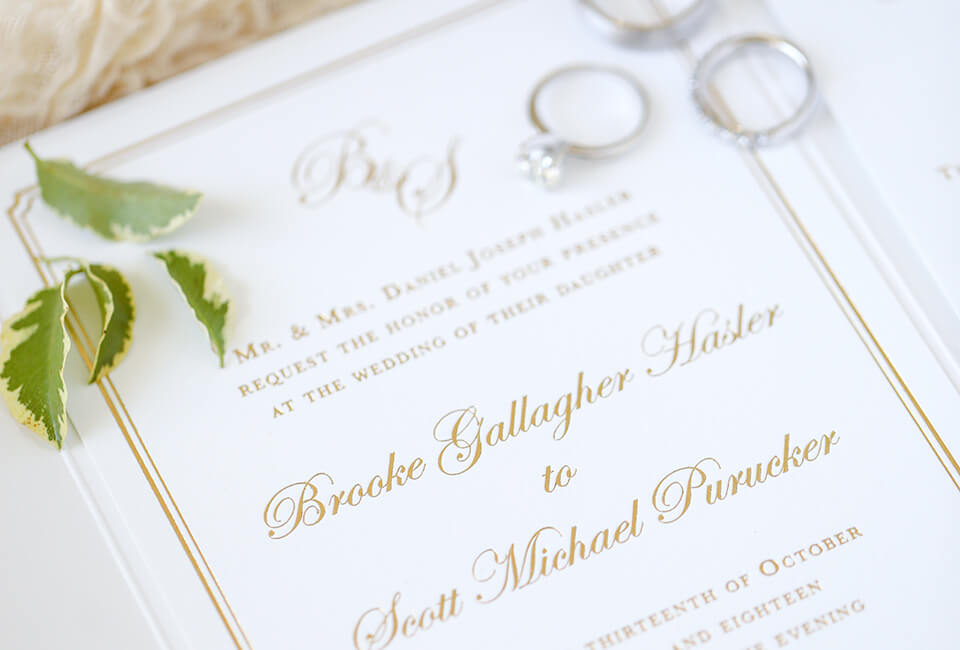 B&S
Mr. & Mrs. Daniel Joseph Hasler
request the honor of your presence
at the wedding of their daughter
Brooke Gallagher Hasler
to
Scott Michael Purucker
thirteenth of October
and eighteen
evening